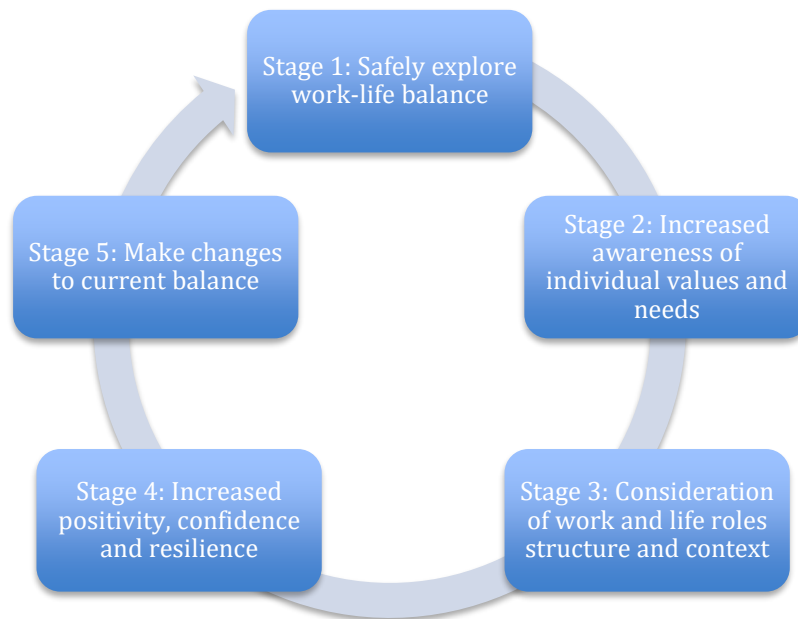 Stage 1: Safely explore
work-life balance
Stage 2: Increased
awareness of
individual values and
needs
Stage 3: Consideration
of work and life roles
structure and context
Stage 4: Increased
positivity, confidence
and resilience
Stage 5: Make changes
to current balance